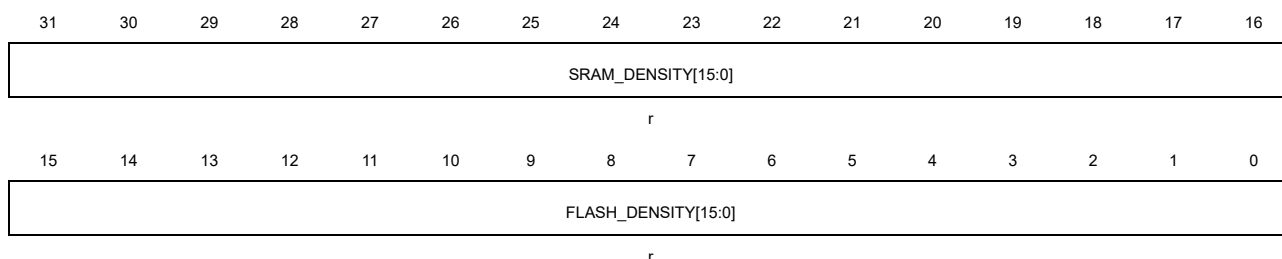 31 30 29 28 27 26 25 24 23 22 21 20 19 18 17 16
SRAM_DENSITY[15:0]
r
15 14 13 12 11 10 9 8 7 6 5 4 3 2 1 0
FLASH_DENSITY[15:0]
r